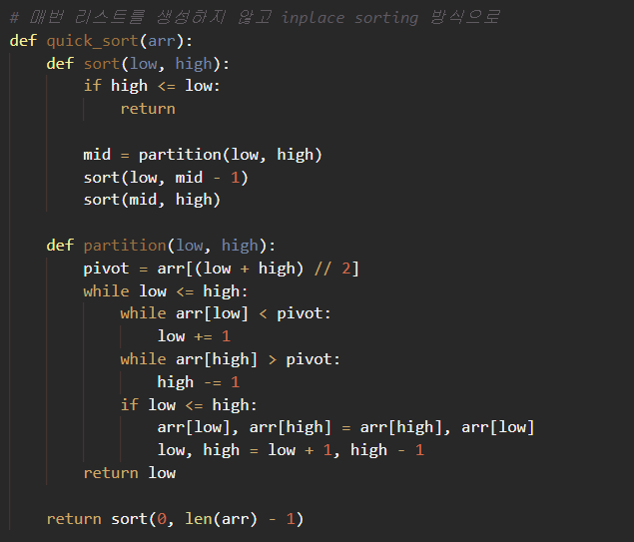 # 매번 리스트를 생성하지 않고 inplace sorting 방식으로
def quick_sort(arr):
    def sort(low, high):
        if high <= low:
            return

        mid = partition(low, high)
        sort(low, mid - 1)
        sort(mid, high)

    def partition(low, high):
        pivot = arr[(low + high) // 2]
        while low <= high:
            while arr[low] < pivot:
                low += 1
            while arr[high] > pivot:
                high -= 1
            if low <= high:
                arr[low], arr[high] = arr[high], arr[low]
                low, high = low + 1, high - 1
        return low

    return sort(0, len(arr) - 1)